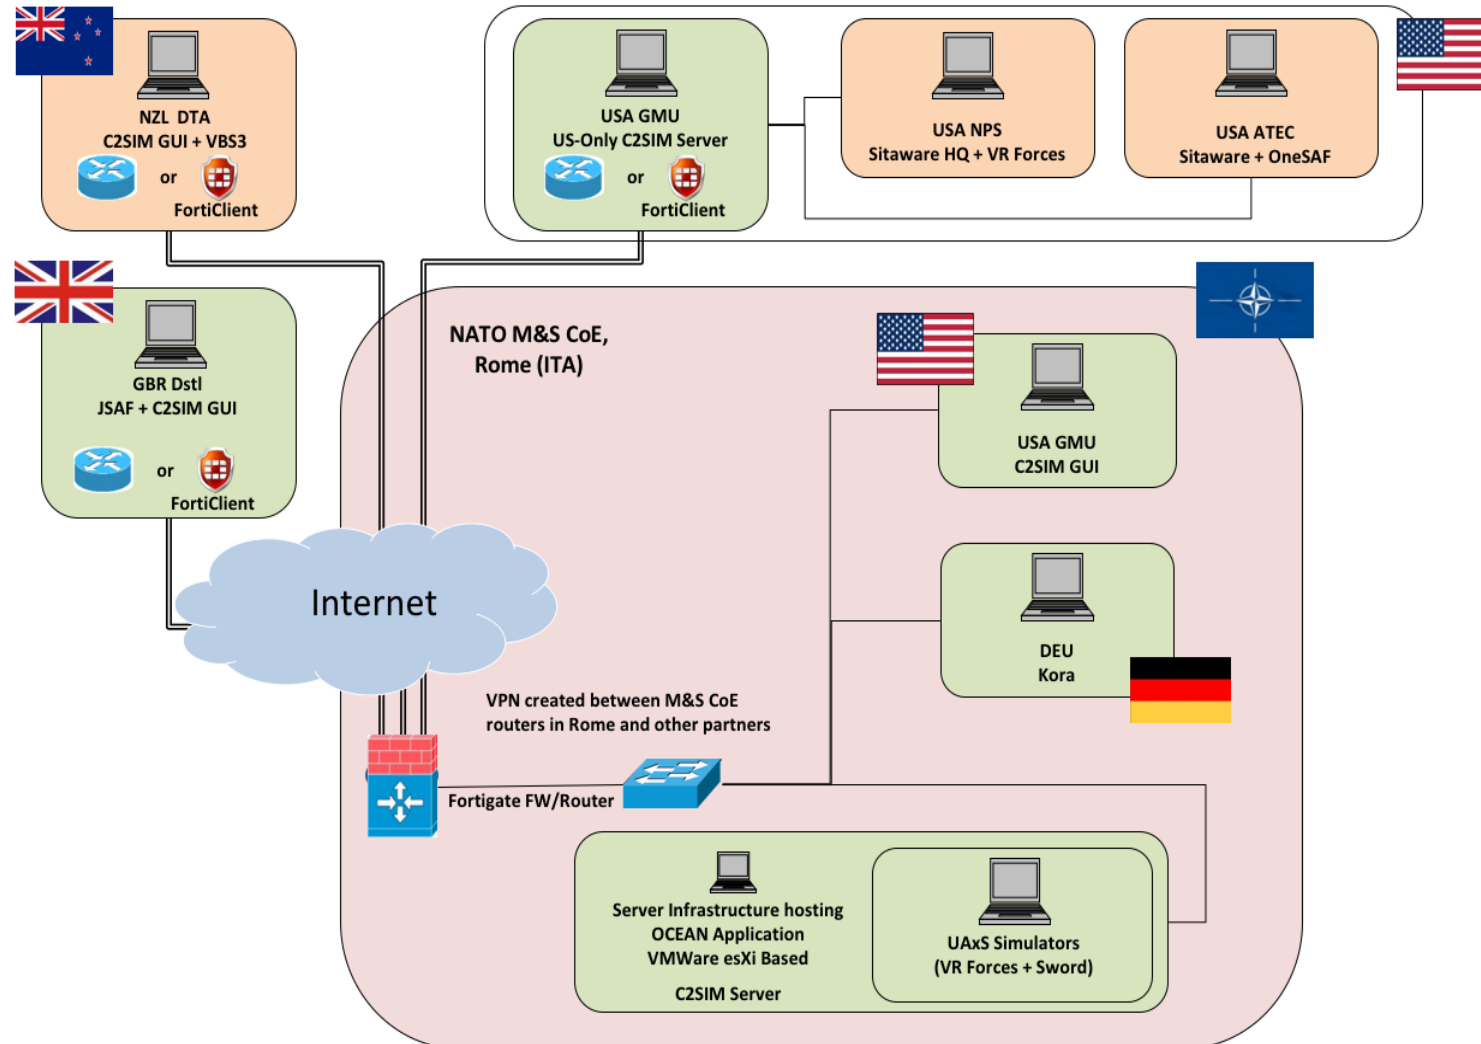 NZL DTA
C2SIM GUI + VBS3
or
FortiClient
USA GMU
US-Only C2SIM Server
or
FortiClient
USA NPS
Sitaware HQ + VR Forces
USA ATEC
Sitaware + OneSAF
GBR Dstl
JSAF + C2SIM GUI
or
FortiClient
NATO M&S CoE,
Rome (ITA)
USA GMU
C2SIM GUI
Internet
DEU
Kora
VPN created between M&S CoE
routers in Rome and other partners
Fortigate FW/Router
Server Infrastructure hosting
OCEAN Application
VMWare esXi Based
C2SIM Server
UAxS Simulators
(VR Forces + Sword)